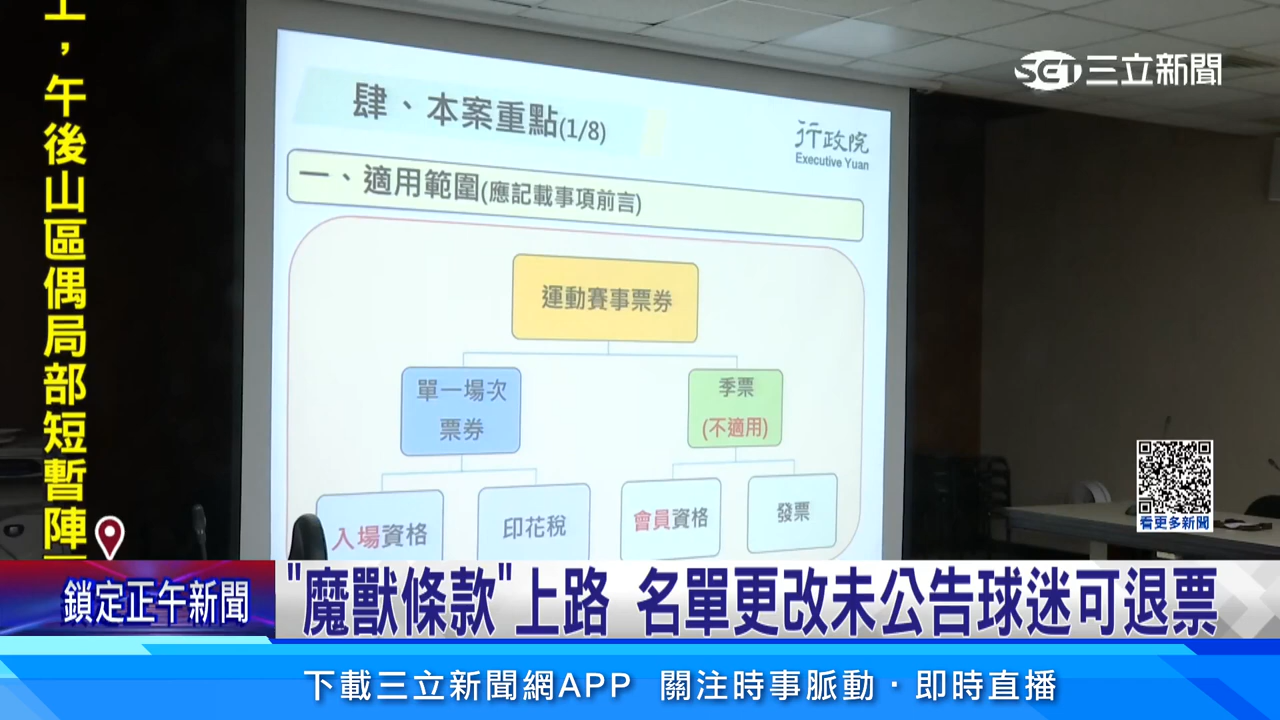 工，午後山區偶局部短暫陣
SET三立新聞
肆、本案重點(1/8)
行政院
Executive Yuan
一、適用範圍(應記載事項前言)
運動賽事票券
單一場次
票券
季票
(不適用)
入場資格
印花稅
會員資格
發票
看更多新聞
鎖定正午新聞
"魔獸條款"上路 名單更改未公告球迷可退票
下載三立新聞網APP 關注時事脈動・即時直播